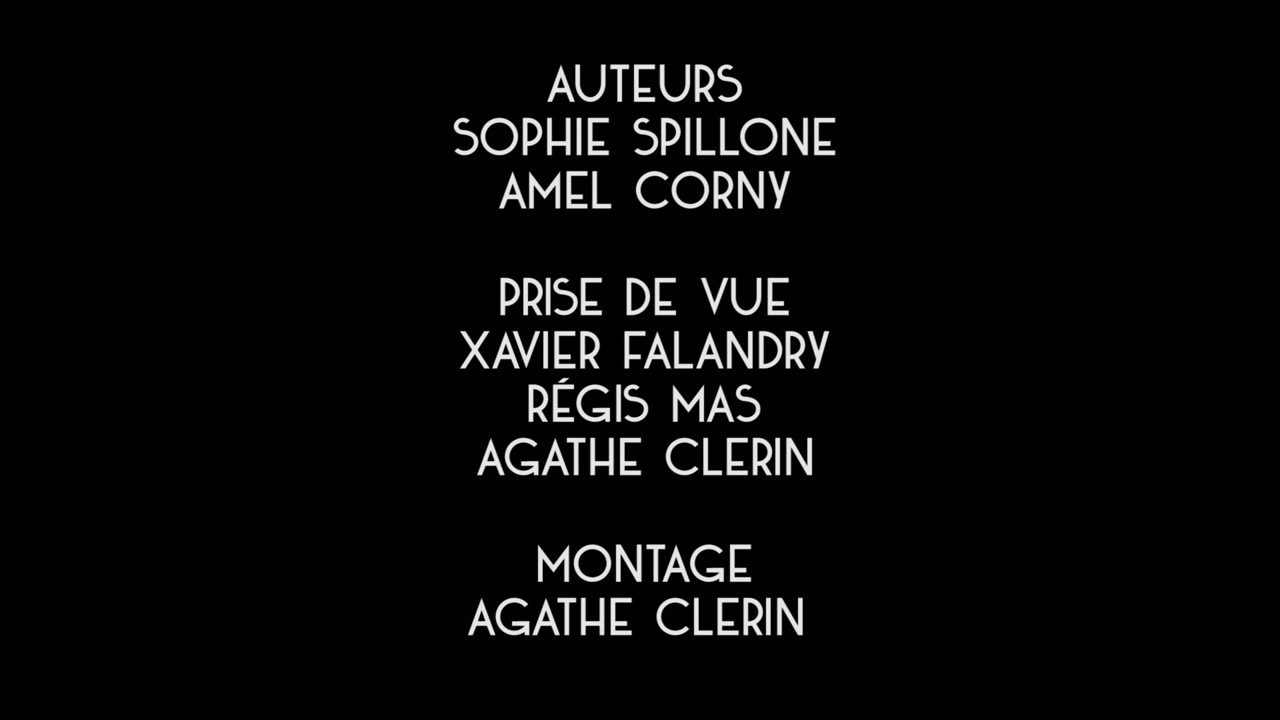 AUTEURS
SOPHIE SPILLONE
AMEL CORNY
PRISE DE VUE
XAVIER FALANDRY
RÉGIS MAS
AGATHE CLERIN
MONTAGE
AGATHE CLERIN